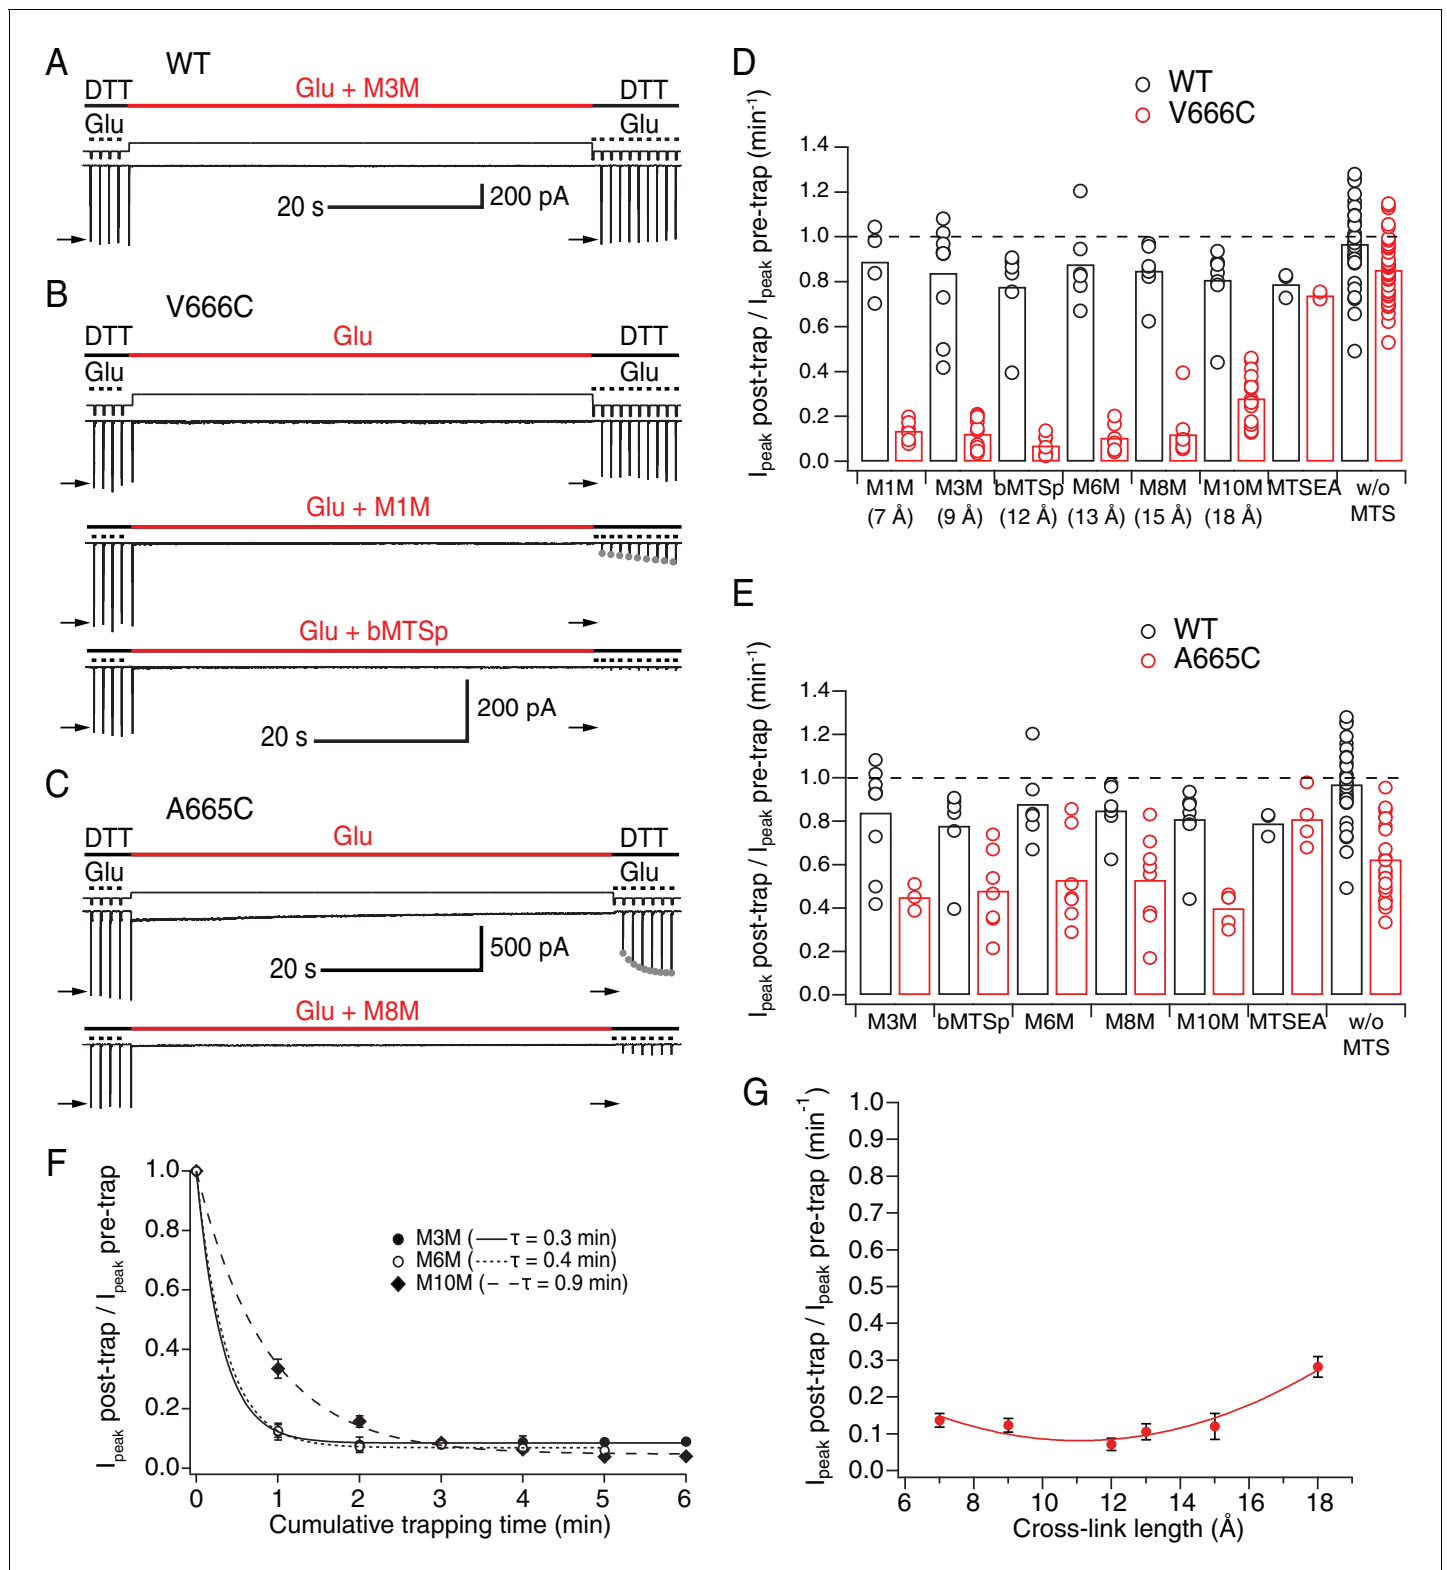 A
WT
DTT
Glu + M3M
DTT
Glu
Glu
20 s
200 pA
B
V666C
DTT
Glu
DTT
Glu
Glu
Glu + M1M
Glu + bMTSp
200 pA
20 s
C
A665C
DTT
Glu
DTT
Glu
Glu
500 pA
20 s
Glu + M8M
D
WT
V666C
Ipeak post-trap / Ipeak pre-trap (min-1)
1.4
1.2
1.0
0.8
0.6
0.4
0.2
0.0
M1M M3M bMTSp M6M M8M M10M MTSEA w/o
(7 Å) (9 Å) (12 Å) (13 Å) (15 Å) (18 Å) MTS
E
WT
A665C
Ipeak post-trap / Ipeak pre-trap (min-1)
1.4
1.2
1.0
0.8
0.6
0.4
0.2
0.0
M3M bMTSp M6M M8M M10M MTSEA w/o
MTS
F
Ipeak post-trap / Ipeak pre-trap
1.0
0.8
0.6
0.4
0.2
0.0
M3M (—τ = 0.3 min)
M6M (·····τ = 0.4 min)
M10M (– –τ = 0.9 min)
0 1 2 3 4 5 6
Cumulative trapping time (min)
G
Ipeak post-trap / Ipeak pre-trap (min-1)
1.0
0.9
0.8
0.7
0.6
0.5
0.4
0.3
0.2
0.1
0.0
6 8 10 12 14 16 18
Cross-link length (Å)